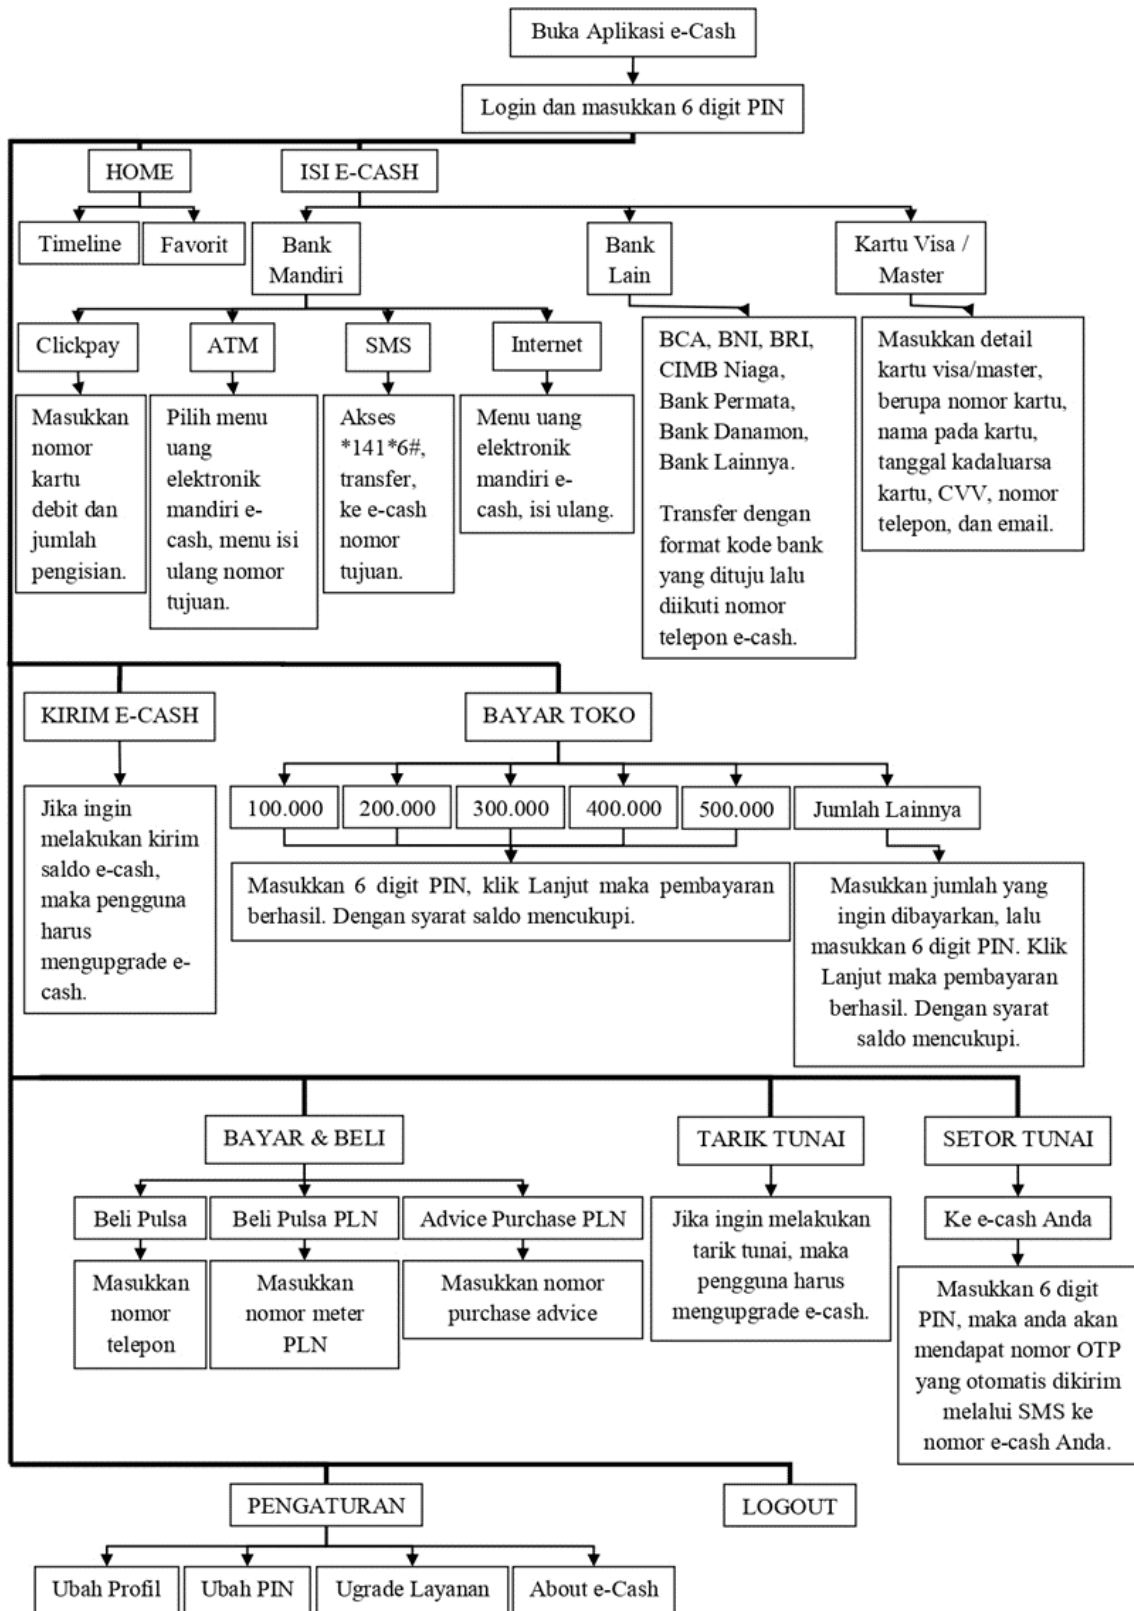 Buka Aplikasi e-Cash
Login dan masukkan 6 digit PIN
HOME
ISI E-CASH
Timeline
Favorit
Bank
Mandiri
Bank
Lain
Kartu Visa /
Master
Clickpay
ATM
SMS
Internet
Masukkan
nomor
kartu
debit dan
jumlah
pengisian.
Pilih menu
uang
elektronik
mandiri e-
cash, menu isi
ulang nomor
tujuan.
Akses
*141*6#,
transfer,
ke e-cash
nomor
tujuan.
Menu uang
elektronik
mandiri e-
cash, isi ulang.
BCA, BNI, BRI,
CIMB Niaga,
Bank Permata,
Bank Danamon,
Bank Lainnya.
Transfer dengan
format kode bank
yang dituju lalu
diikuti nomor
telepon e-cash.
Masukkan detail
kartu visa/master,
berupa nomor kartu,
nama pada kartu,
tanggal kadaluarsa
kartu, CVV, nomor
telepon, dan email.
KIRIM E-CASH
BAYAR TOKO
Jika ingin
melakukan kirim
saldo e-cash,
maka pengguna
harus
mengupgrade e-
cash.
100.000
200.000
300.000
400.000
500.000
Jumlah Lainnya
Masukkan 6 digit PIN, klik Lanjut maka pembayaran
berhasil. Dengan syarat saldo mencukupi.
Masukkan jumlah yang
ingin dibayarkan, lalu
masukkan 6 digit PIN. Klik
Lanjut maka pembayaran
berhasil. Dengan syarat
saldo mencukupi.
BAYAR & BELI
TARIK TUNAI
SETOR TUNAI
Beli Pulsa
Beli Pulsa PLN
Advice Purchase PLN
Masukkan
nomor
telepon
Masukkan
nomor meter
PLN
Masukkan nomor
purchase advice
Jika ingin melakukan
tarik tunai, maka
pengguna harus
mengupgrade e-cash.
Ke e-cash Anda
Masukkan 6 digit
PIN, maka anda akan
mendapat nomor OTP
yang otomatis dikirim
melalui SMS ke
nomor e-cash Anda.
PENGATURAN
LOGOUT
Ubah Profil
Ubah PIN
Ugrade Layanan
About e-Cash